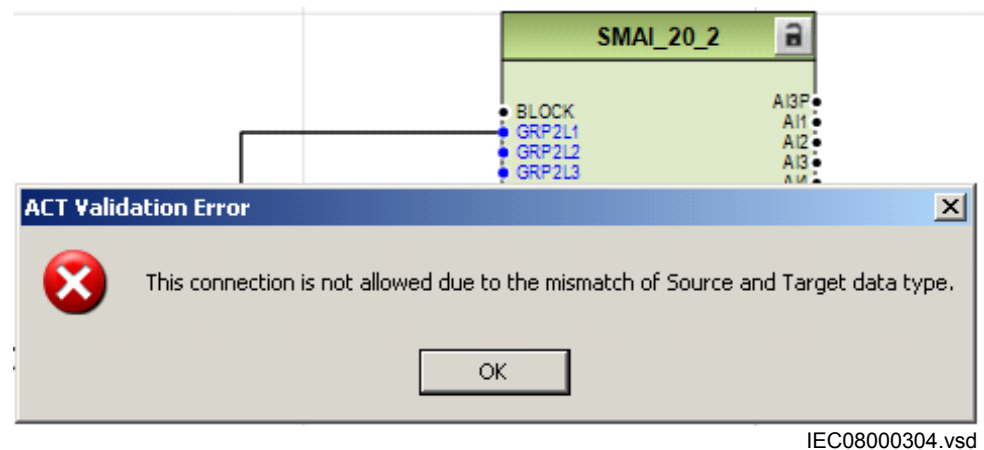 SMAI_20_2
BLOCK
GRP2L1
GRP2L2
GRP2L3
AI3P
AI1
AI2
AI3
AI4
ACT Validation Error
This connection is not allowed due to the mismatch of Source and Target data type.
OK
IEC08000304.vsd